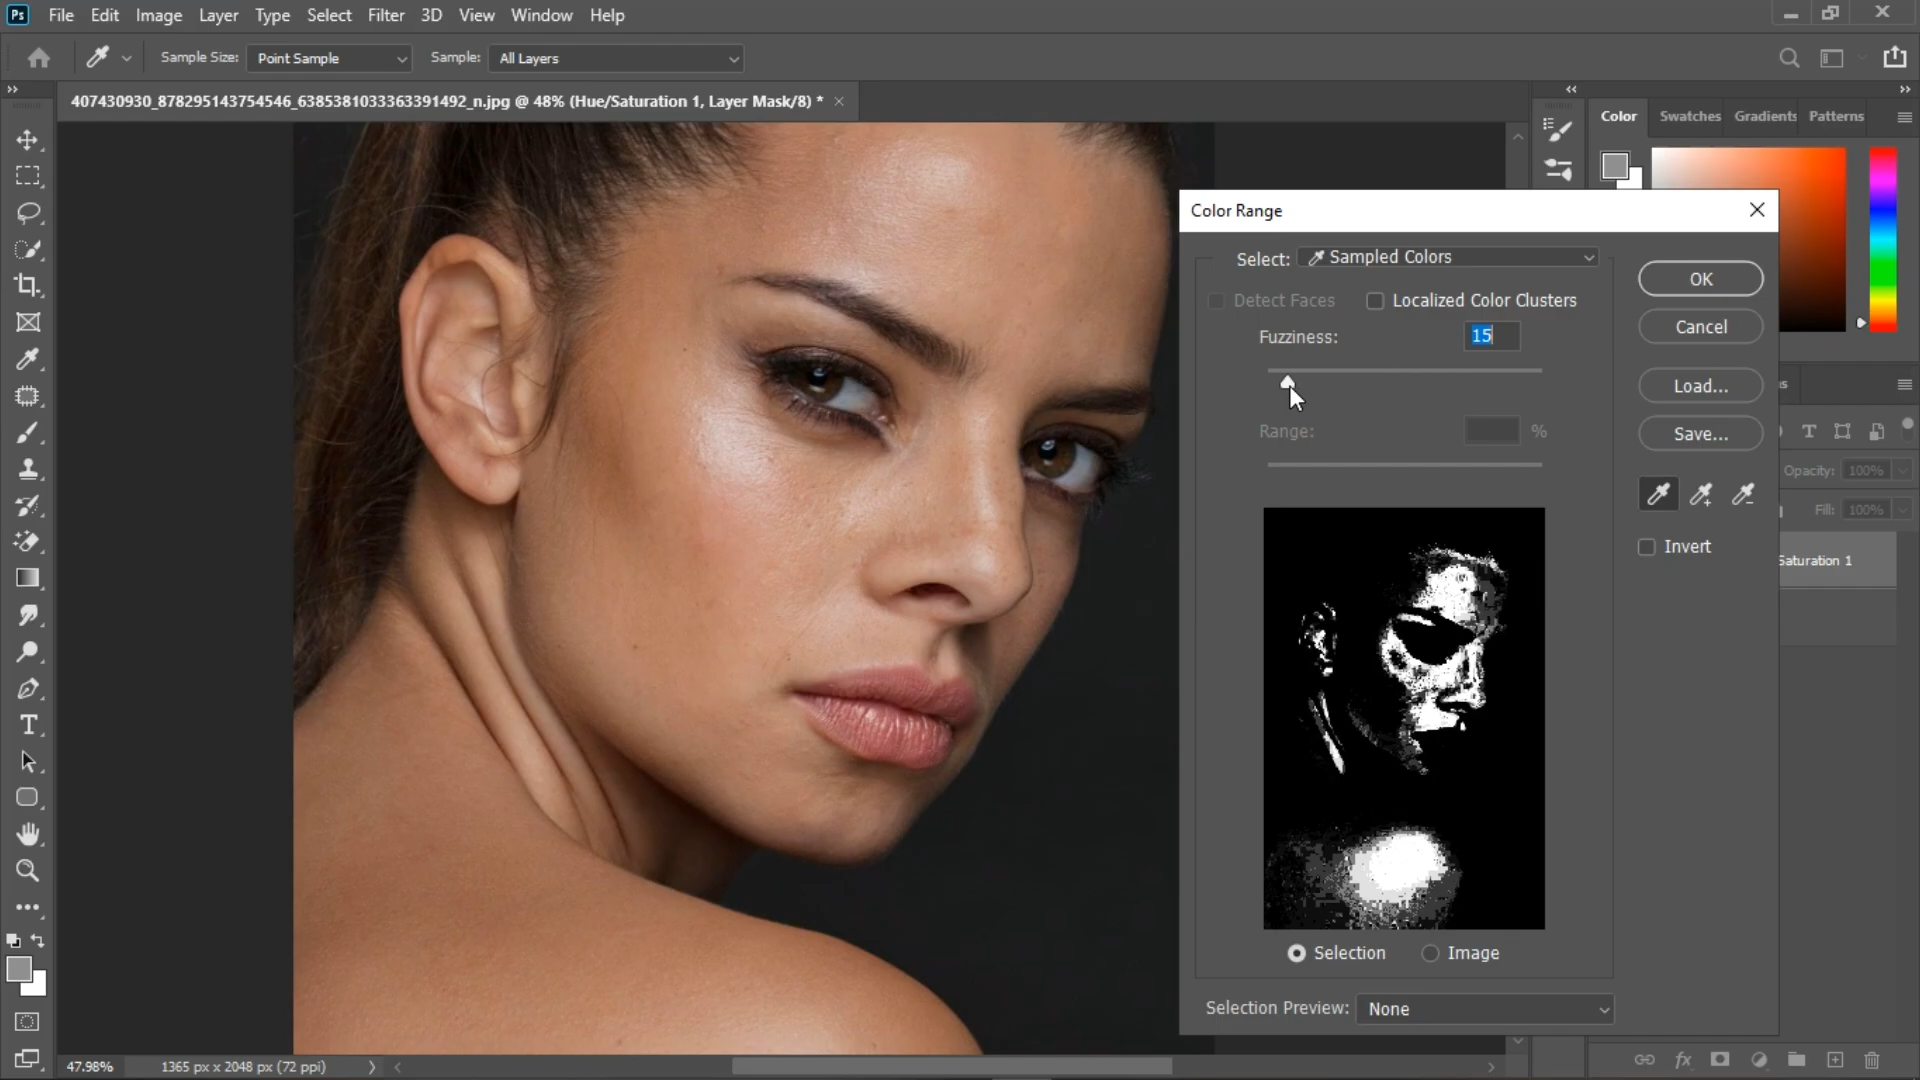 Ps File Edit Image Layer Type Select Filter 3D View Window Help
Sample Size: Point Sample Sample: All Layers
407430930_878295143754546_6385381033363391492_n.jpg @ 48% (Hue/Saturation 1, Layer Mask/8) *
Color Swatches Gradients Patterns
Color Range
Select: Sampled Colors
OK
Detect Faces Localized Color Clusters
Cancel
Fuzziness: 15
Load...
Range: %
Save...
Opacity: 100%
Fill: 100%
Invert
Saturation 1
Selection Image
Selection Preview: None
47.98% 1365 px x 2048 px (72 ppi)